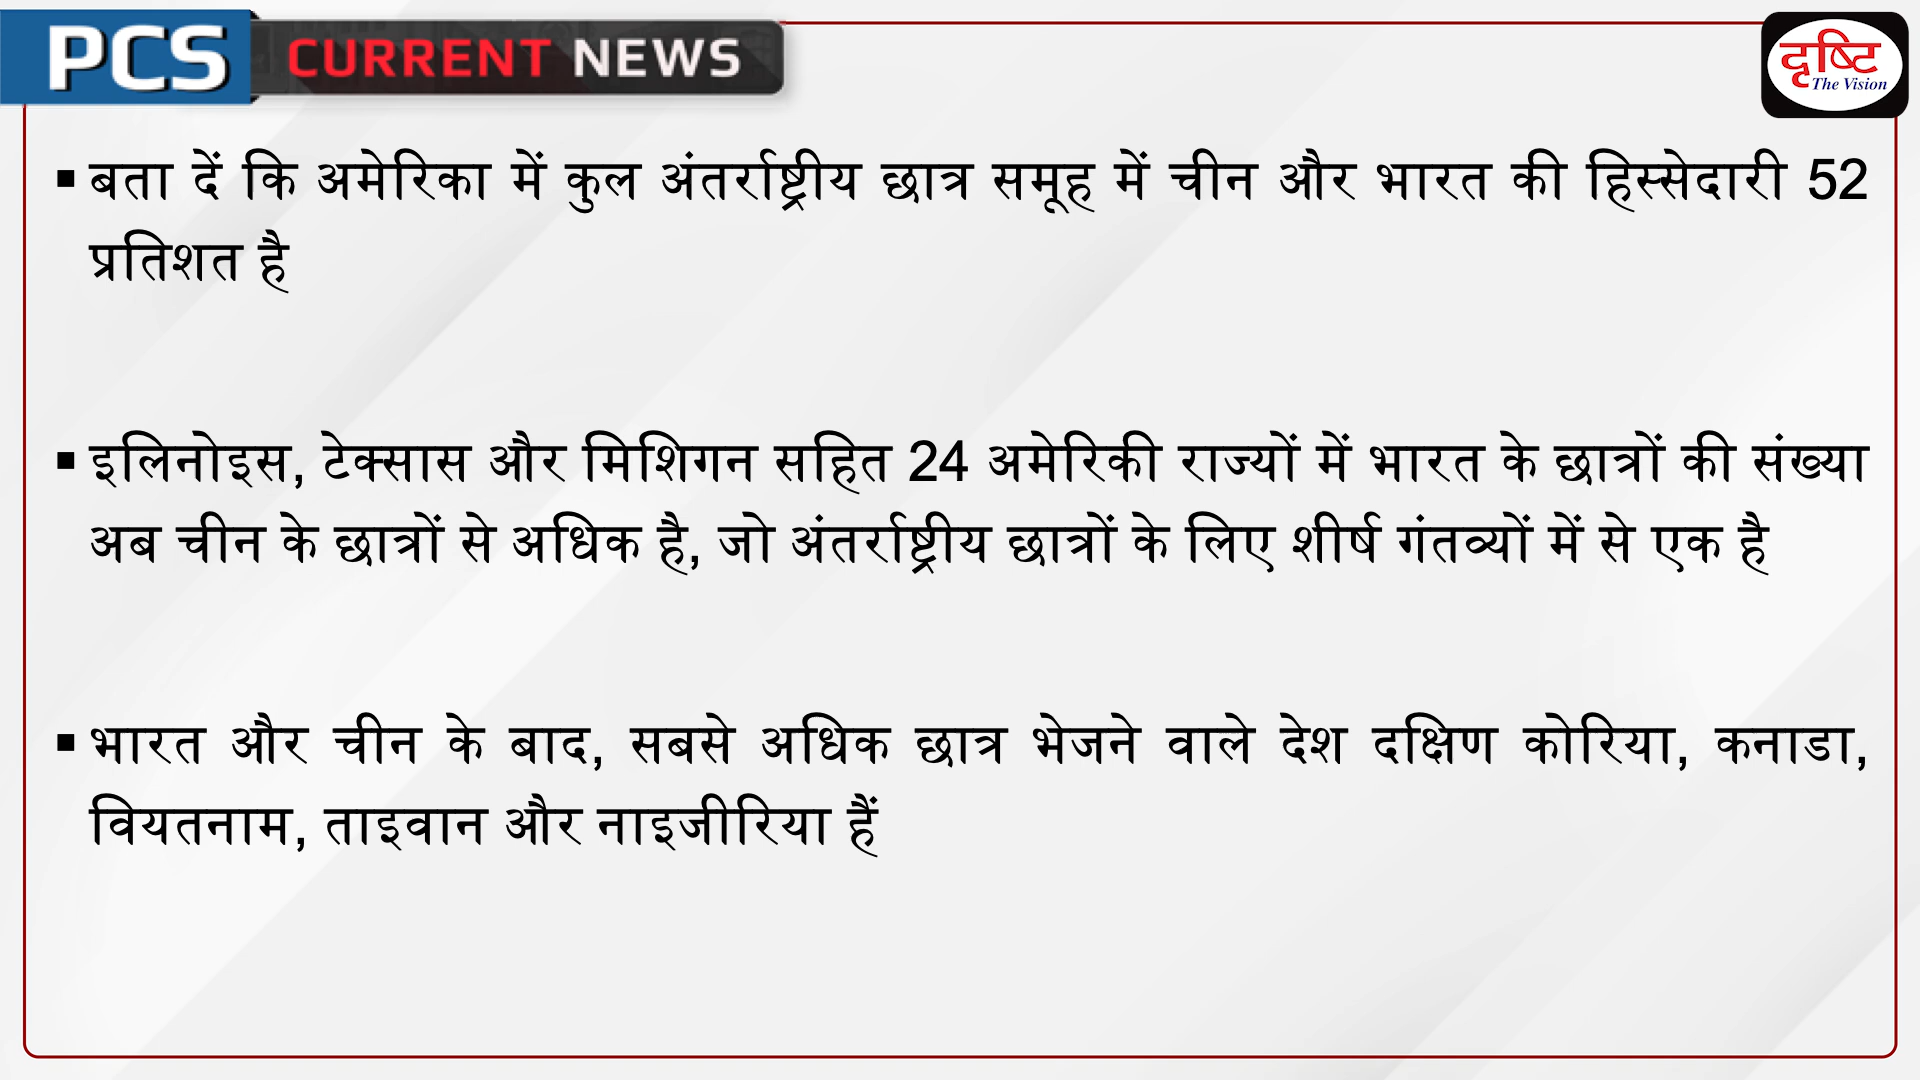 PCS CURRENT NEWS
दृष्टि
The Vision
▪ बता दें कि अमेरिका में कुल अंतर्राष्ट्रीय छात्र समूह में चीन और भारत की हिस्सेदारी 52
प्रतिशत है
▪ इलिनोइस, टेक्सास और मिशिगन सहित 24 अमेरिकी राज्यों में भारत के छात्रों की संख्या
अब चीन के छात्रों से अधिक है, जो अंतर्राष्ट्रीय छात्रों के लिए शीर्ष गंतव्यों में से एक है
▪ भारत और चीन के बाद, सबसे अधिक छात्र भेजने वाले देश दक्षिण कोरिया, कनाडा,
वियतनाम, ताइवान और नाइजीरिया हैं